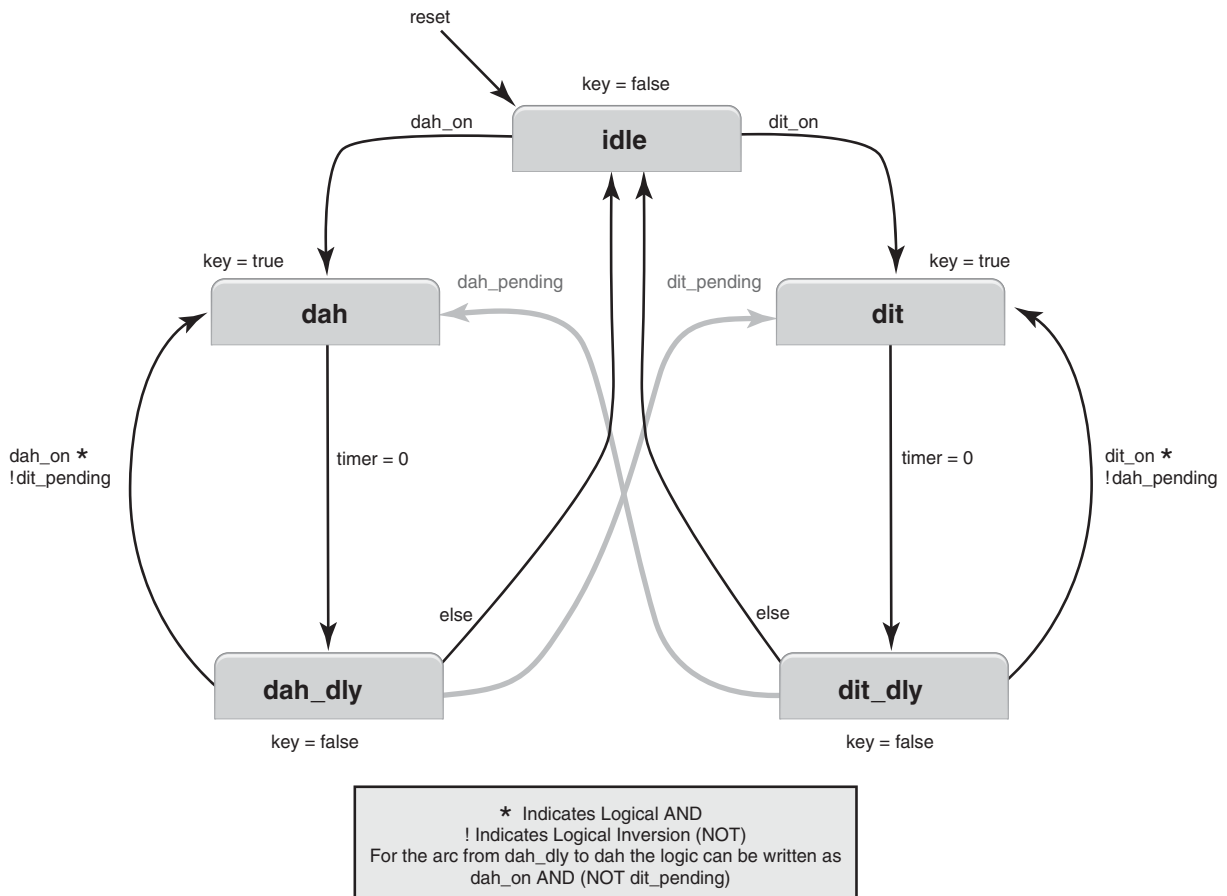 reset
key = false
dah_on
idle
dit_on
key = true
key = true
dah
dah_pending
dit_pending
dit
dah_on *
!dit_pending
timer = 0
timer = 0
dit_on *
!dah_pending
else
else
dah_dly
dit_dly
key = false
key = false
* Indicates Logical AND
! Indicates Logical Inversion (NOT)
For the arc from dah_dly to dah the logic can be written as
dah_on AND (NOT dit_pending)